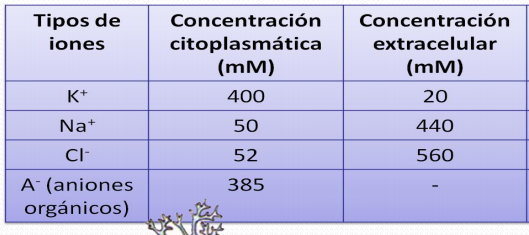 Tipos de iones Concentración citoplasmática (mM) Concentración extracelular (mM)
K⁺ 400 20
Na⁺ 50 440
Cl⁻ 52 560
A⁻ (aniones orgánicos) 385 -